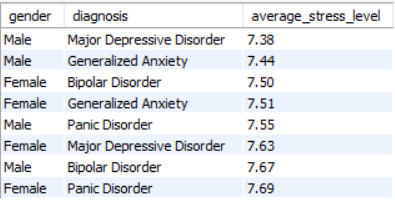 gender diagnosis average_stress_level
Male Major Depressive Disorder 7.38
Male Generalized Anxiety 7.44
Female Bipolar Disorder 7.50
Female Generalized Anxiety 7.51
Male Panic Disorder 7.55
Female Major Depressive Disorder 7.63
Male Bipolar Disorder 7.67
Female Panic Disorder 7.69